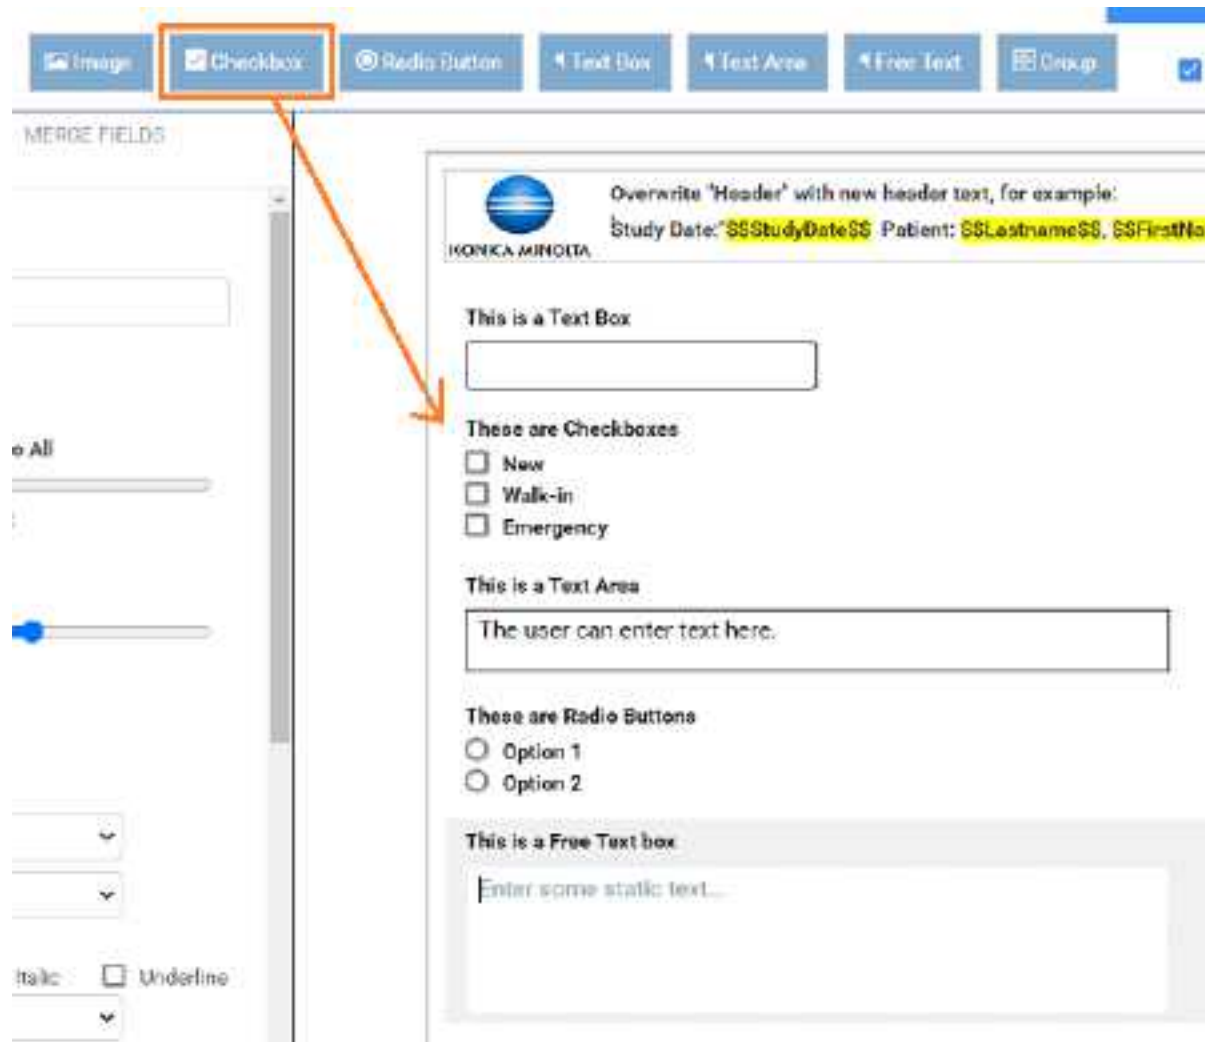 Image
Checkbox
Radio Button
Text Box
Text Area
Free Text
Group
MERGE FIELDS
o All
Italic
Underline
KONICA MINOLTA
Overwrite "Header" with new header text, for example:
Study Date: $$StudyDate$$ Patient: $$Lastname$$, $$FirstNa
This is a Text Box
These are Checkboxes
New
Walk-in
Emergency
This is a Text Area
The user can enter text here.
These are Radio Buttons
Option 1
Option 2
This is a Free Text box
Enter some static text...